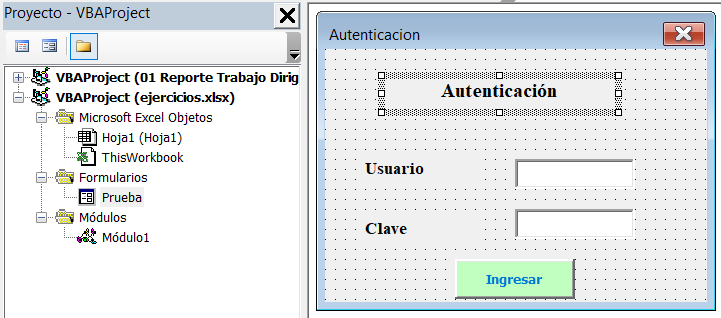 Proyecto - VBAProject
VBAProject (01 Reporte Trabajo Dirig
VBAProject (ejercicios.xlsx)
Microsoft Excel Objetos
Hoja1 (Hoja1)
ThisWorkbook
Formularios
Prueba
Módulos
Módulo1
Autenticacion
Autenticación
Usuario
Clave
Ingresar